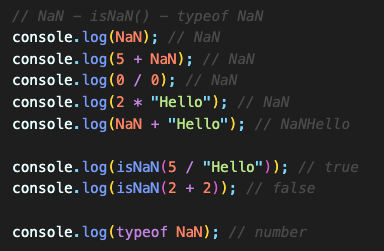 // NaN - isNaN() - typeof NaN
console.log(NaN); // NaN
console.log(5 + NaN); // NaN
console.log(0 / 0); // NaN
console.log(2 * "Hello"); // NaN
console.log(NaN + "Hello"); // NaNHello

console.log(isNaN(5 / "Hello")); // true
console.log(isNaN(2 + 2)); // false

console.log(typeof NaN); // number